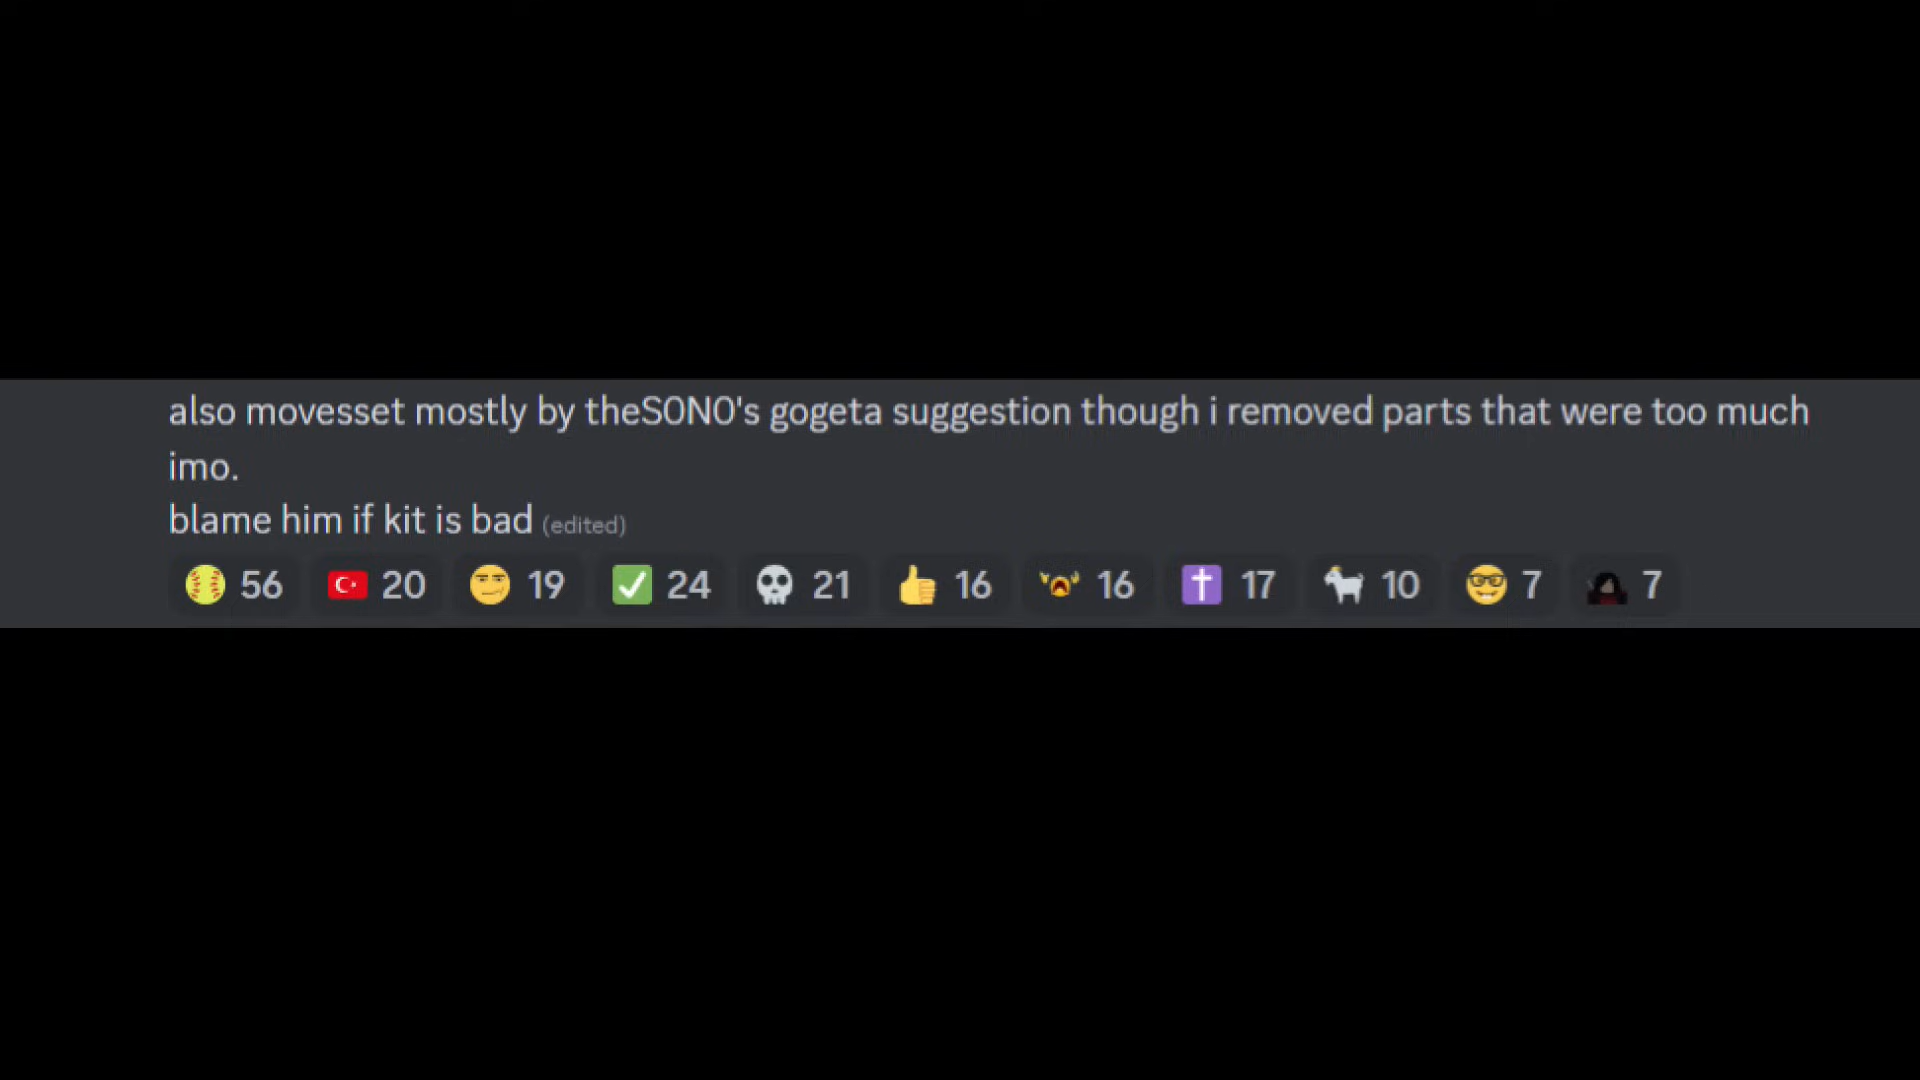 also movesset mostly by theSONO's gogeta suggestion though i removed parts that were too much
imo.
blame him if kit is bad (edited)
56 20 19 24 21 16 16 17 10 7 7